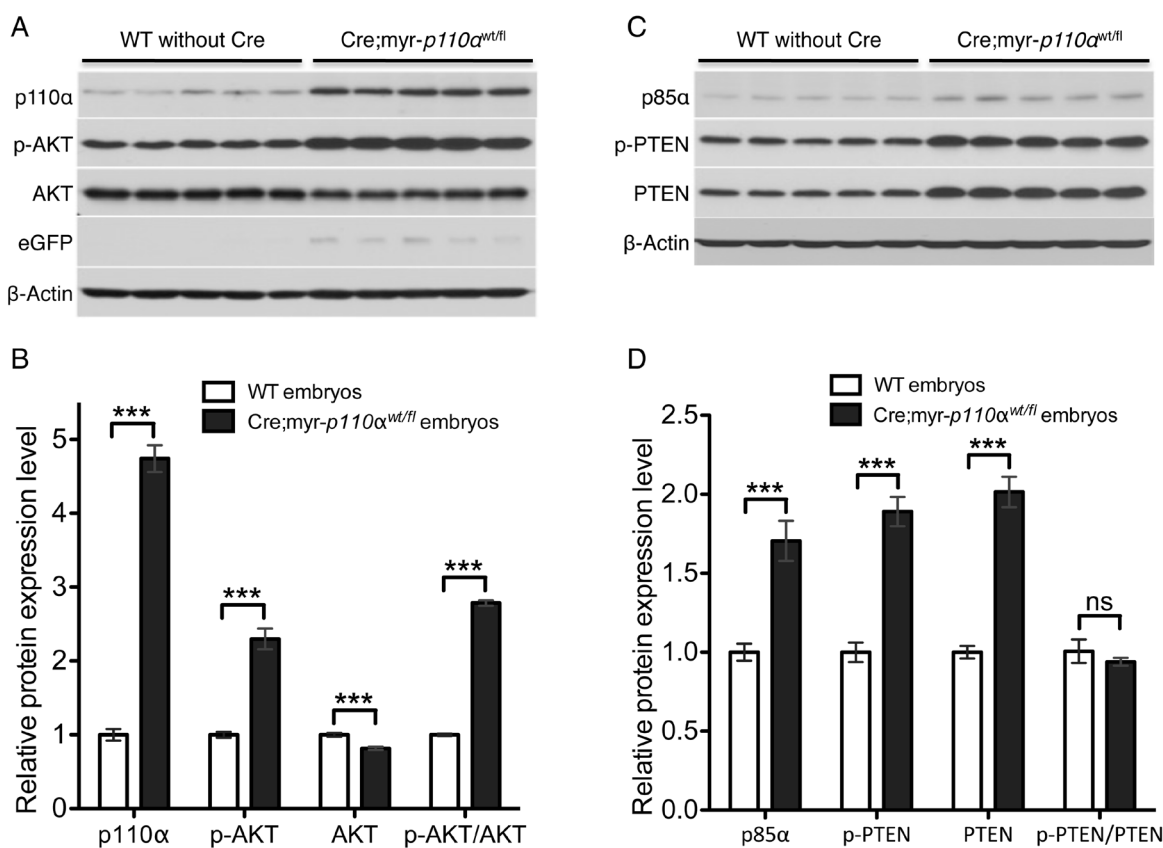 A
WT without Cre
Cre;myr-p110αwt/fl
p110α
p-AKT
AKT
eGFP
β-Actin
C
WT without Cre
Cre;myr-p110αwt/fl
p85α
p-PTEN
PTEN
β-Actin
B
WT embryos
Cre;myr-p110αwt/fl embryos
Relative protein expression level
5
4
3
2
1
0
***
***
***
***
p110α
p-AKT
AKT
p-AKT/AKT
D
WT embryos
Cre;myr-p110αwt/fl embryos
Relative protein expression level
2.5
2.0
1.5
1.0
0.5
0.0
***
***
***
ns
p85α
p-PTEN
PTEN
p-PTEN/PTEN